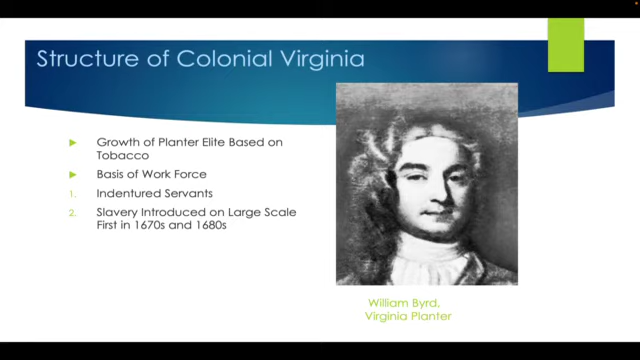 Structure of Colonial Virginia
Growth of Planter Elite Based on
Tobacco
Basis of Work Force
1. Indentured Servants
2. Slavery Introduced on Large Scale
First in 1670s and 1680s
William Byrd,
Virginia Planter